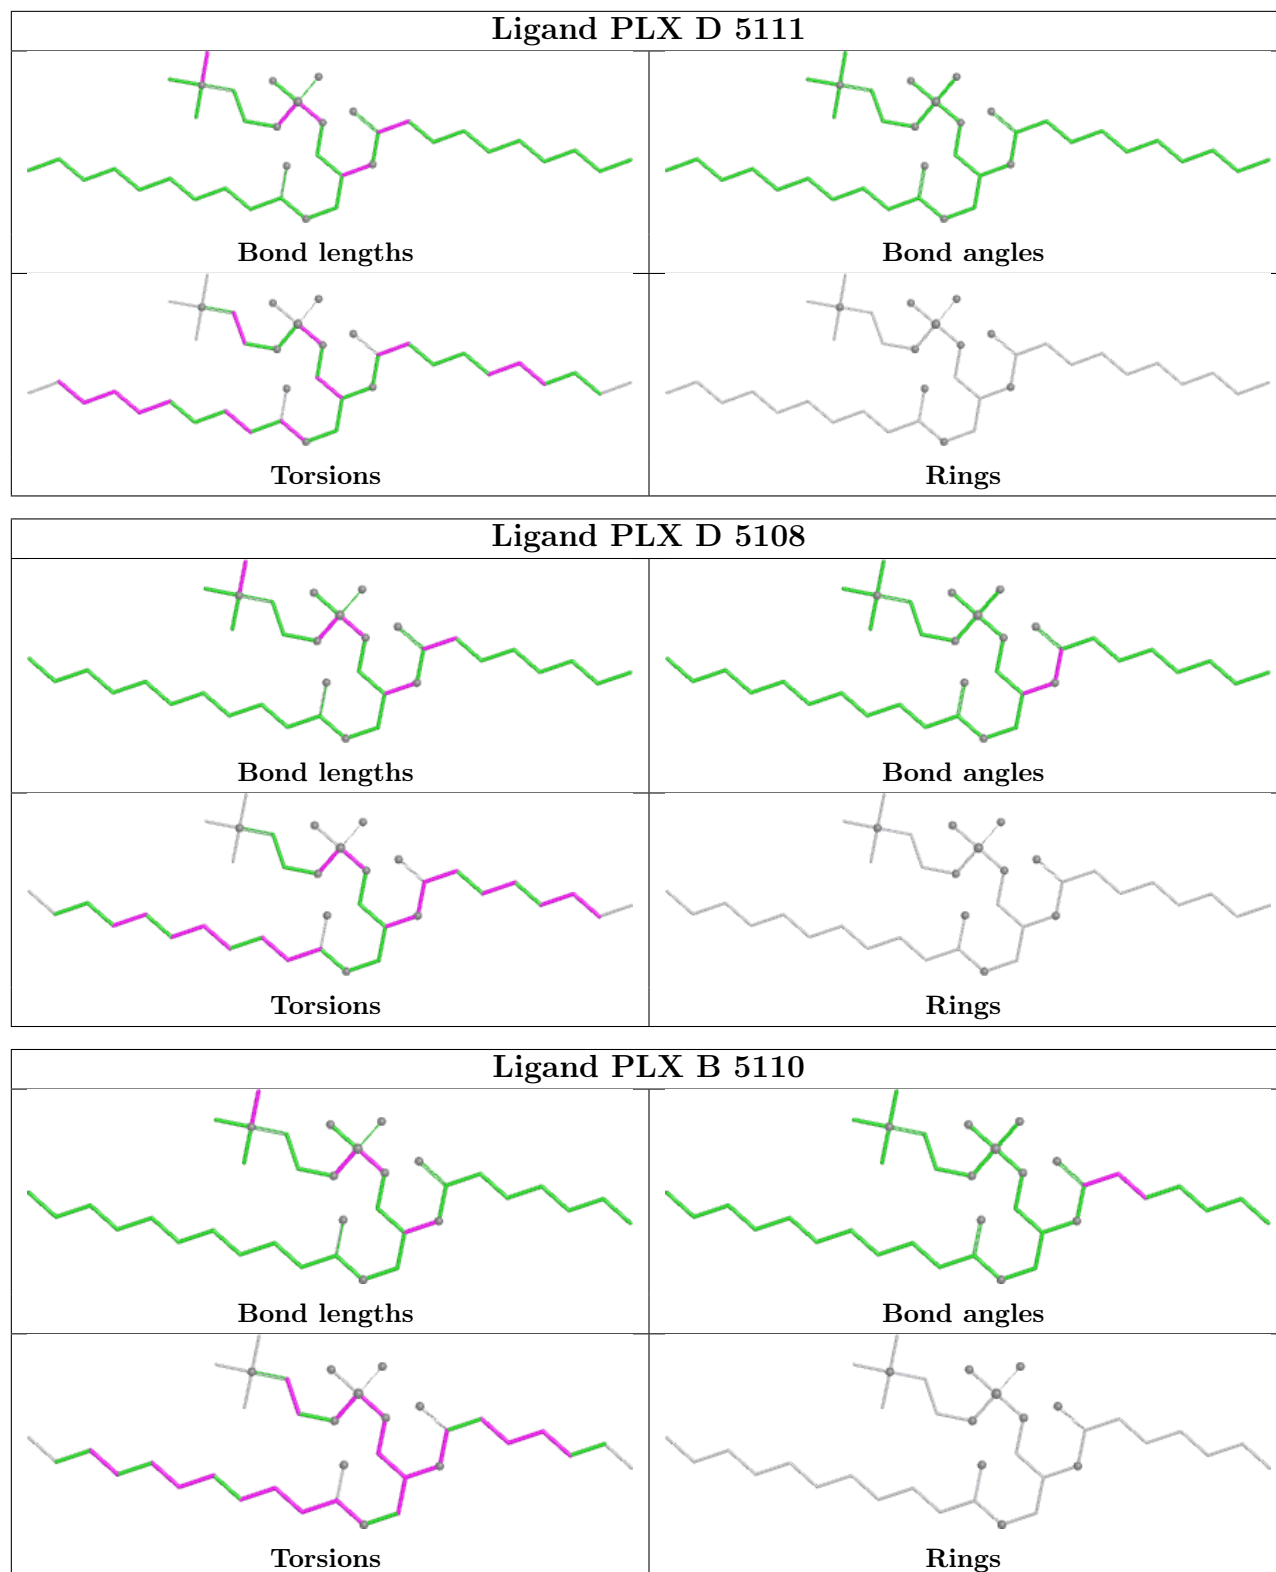 Ligand PLX D 5111
Bond lengths
Bond angles
Torsions
Rings
Ligand PLX D 5108
Bond lengths
Bond angles
Torsions
Rings
Ligand PLX B 5110
Bond lengths
Bond angles
Torsions
Rings